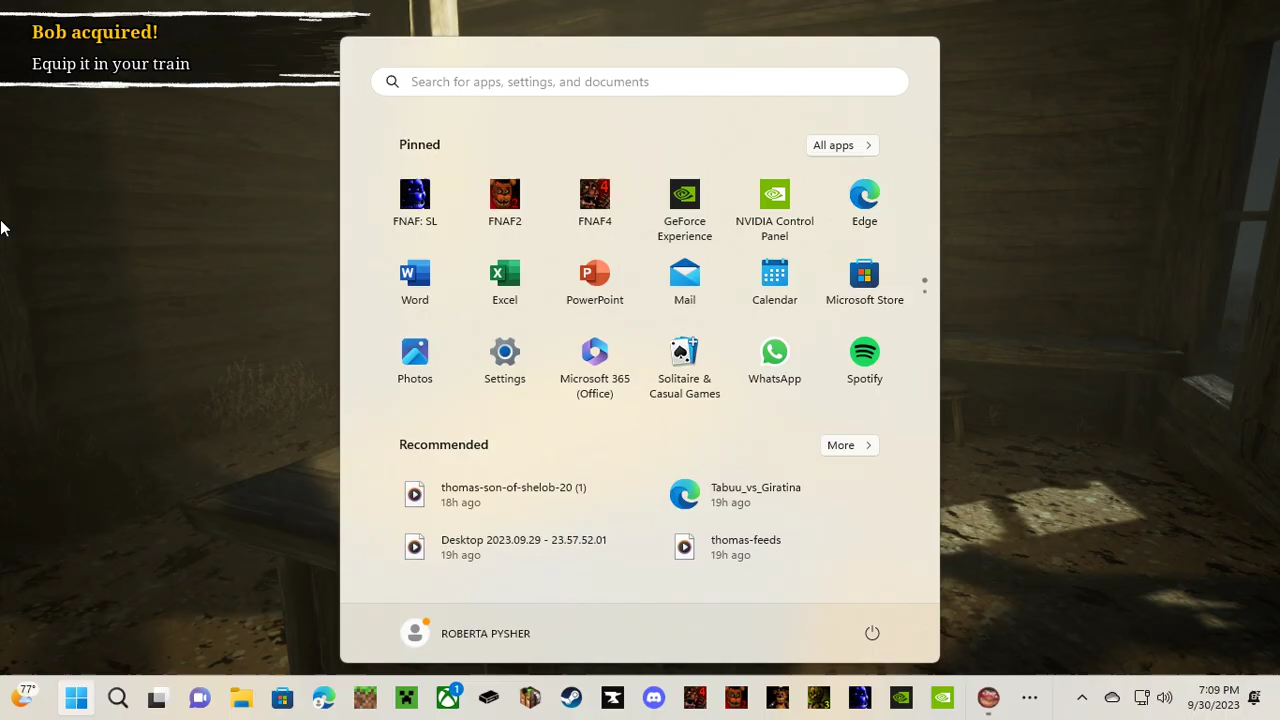 Bob acquired!
Equip it in your train
Search for apps, settings, and documents
Pinned
All apps
FNAF: SL
FNAF2
FNAF4
GeForce
Experience
NVIDIA Control
Panel
Edge
Word
Excel
PowerPoint
Mail
Calendar
Microsoft Store
Photos
Settings
Microsoft 365
(Office)
Solitaire &
Casual Games
WhatsApp
Spotify
Recommended
More
thomas-son-of-shelob-20 (1)
18h ago
Tabuu_vs_Giratina
19h ago
Desktop 2023.09.29 - 23.57.52.01
19h ago
thomas-feeds
19h ago
ROBERTA PYSHER
77°
1
7:09 PM
9/30/2023